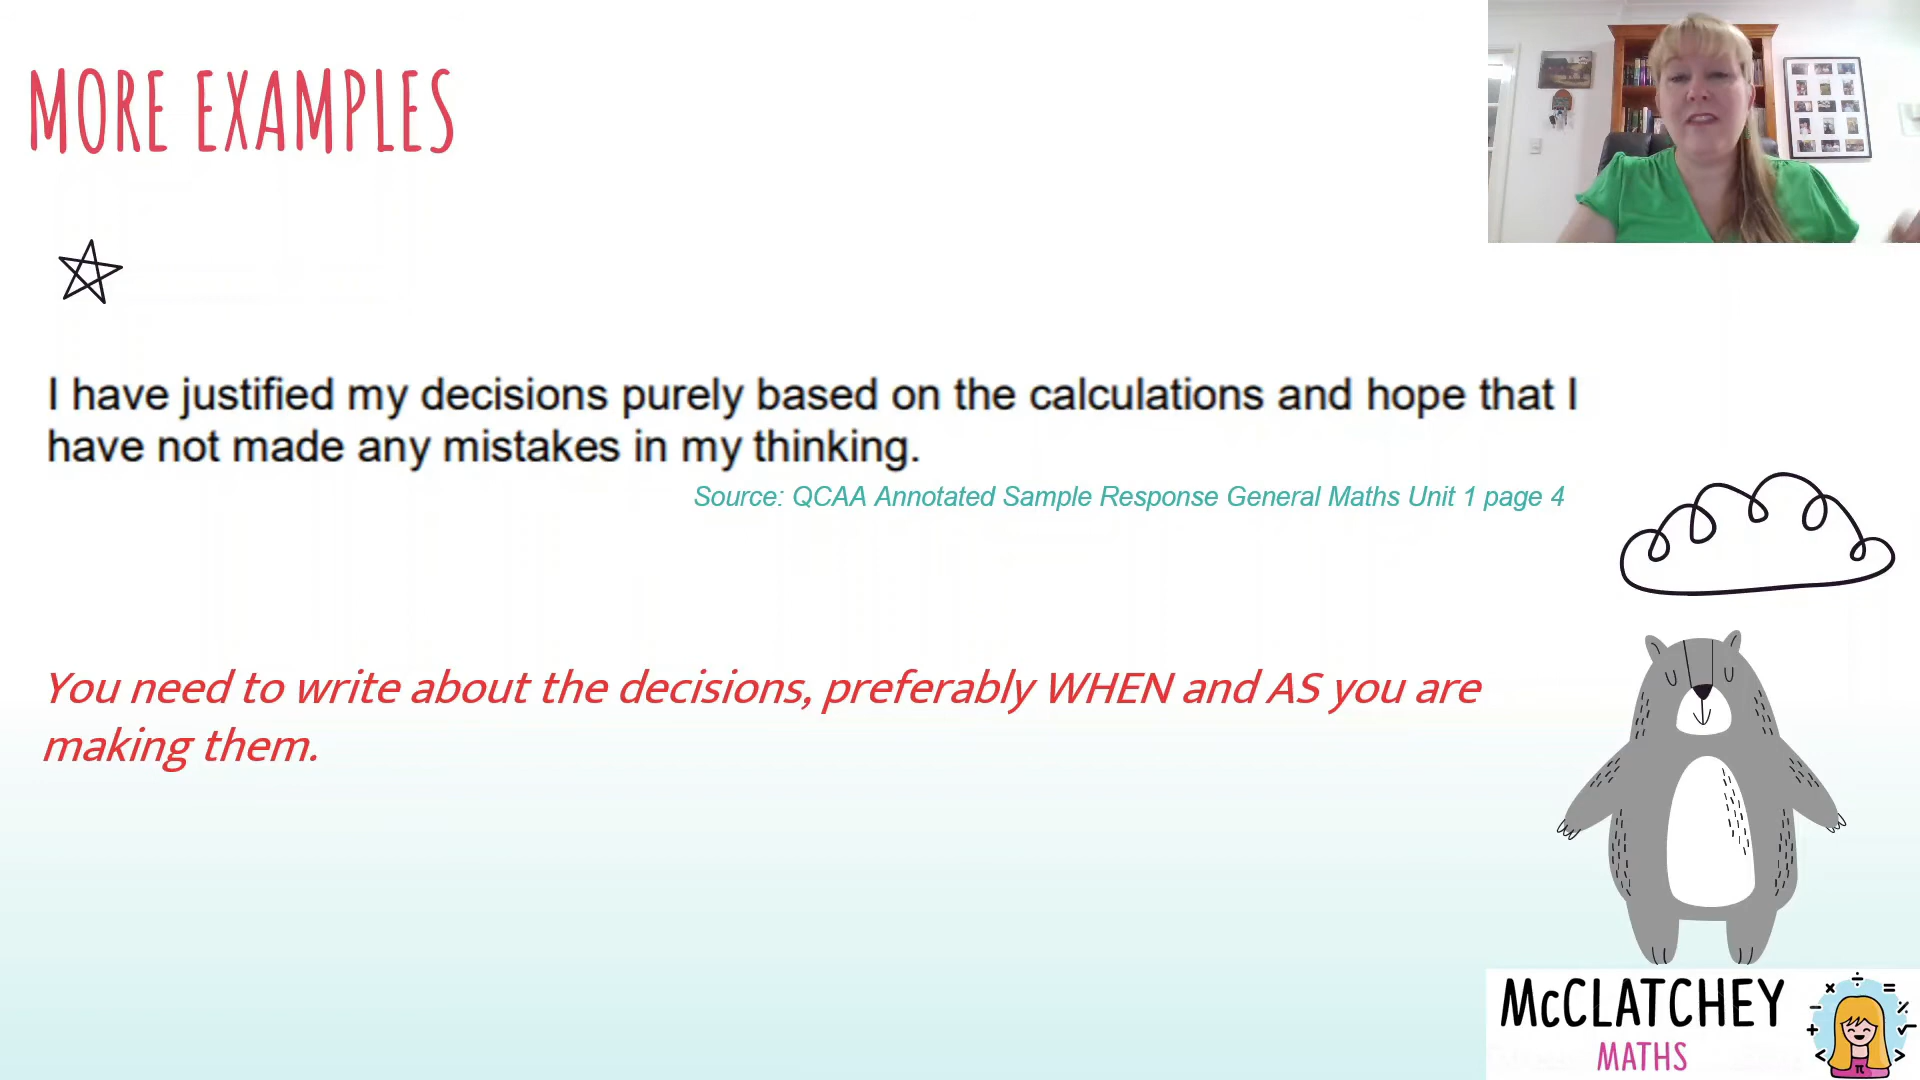 MORE EXAMPLES
I have justified my decisions purely based on the calculations and hope that I
have not made any mistakes in my thinking.
Source: QCAA Annotated Sample Response General Maths Unit 1 page 4
You need to write about the decisions, preferably WHEN and AS you are
making them.
McCLATCHEY
MATHS